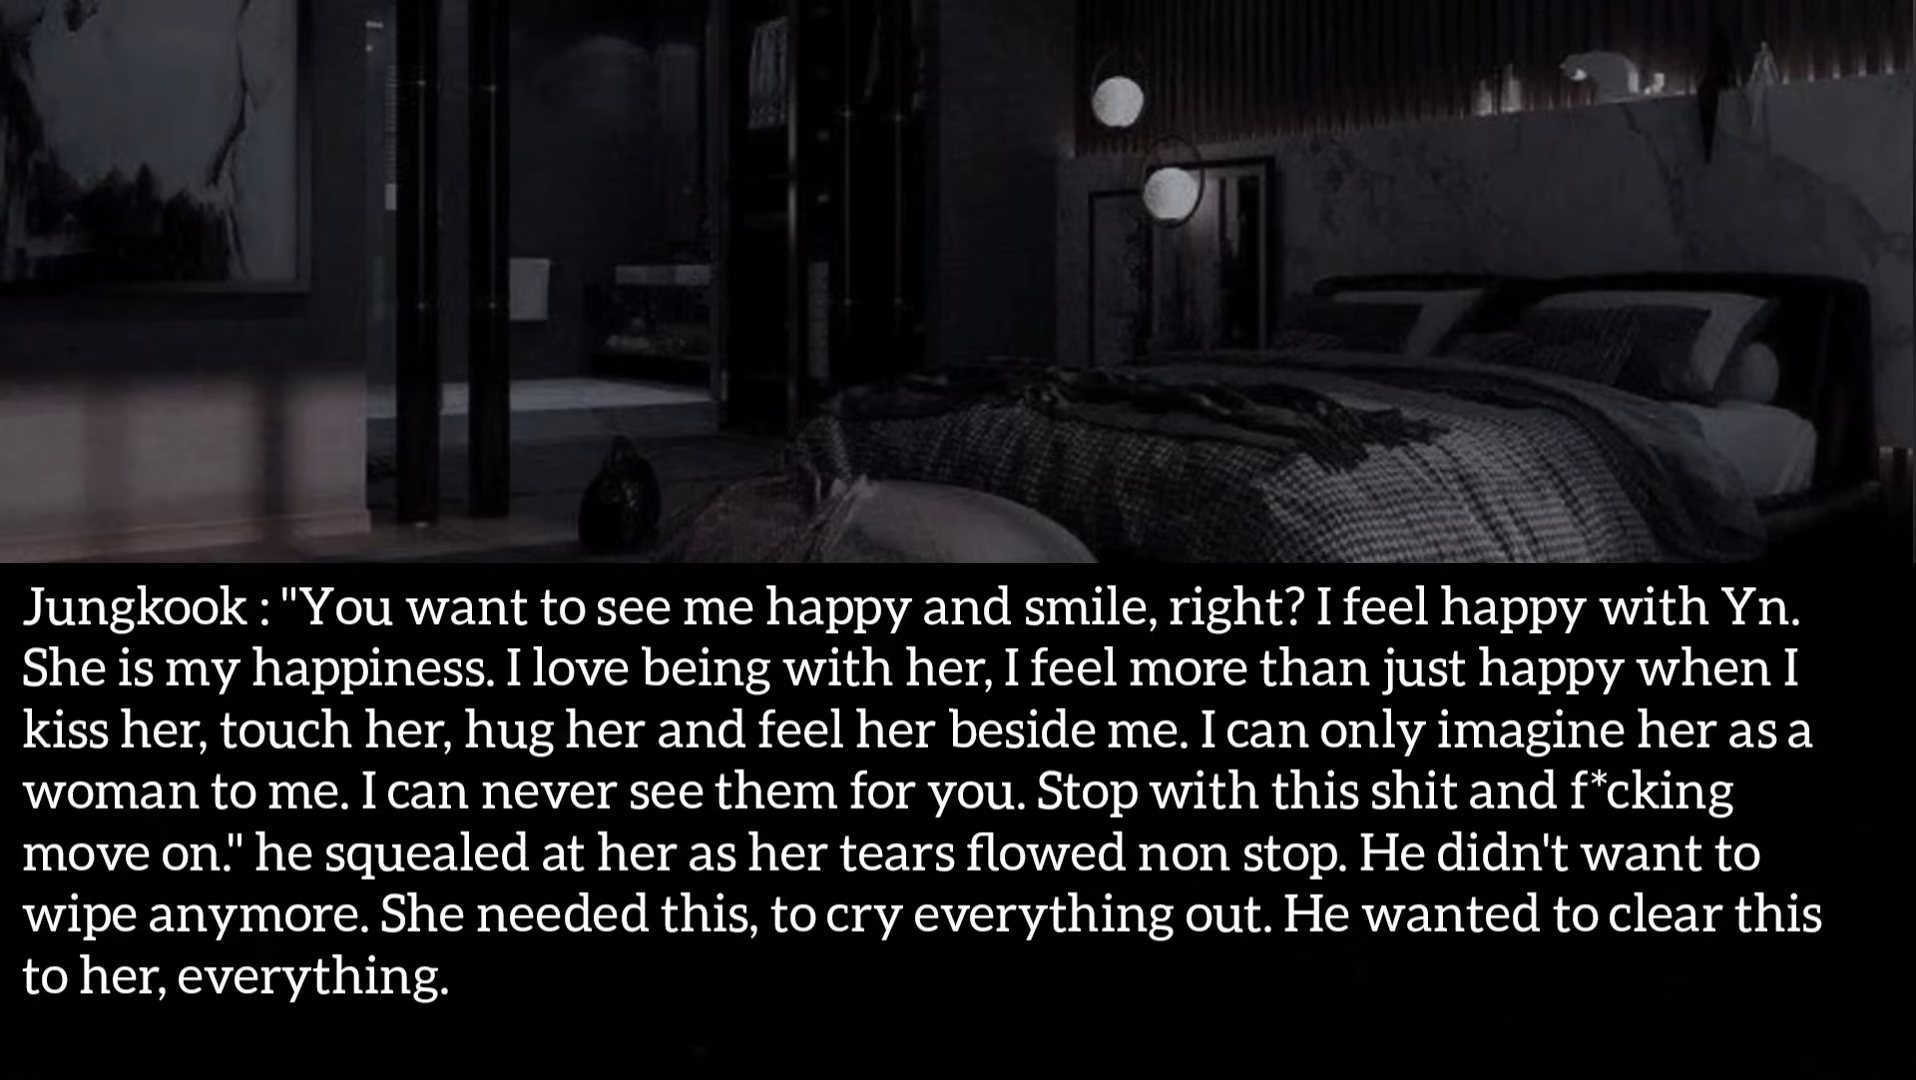 Jungkook : "You want to see me happy and smile, right? I feel happy with Yn.
She is my happiness. I love being with her, I feel more than just happy when I
kiss her, touch her, hug her and feel her beside me. I can only imagine her as a
woman to me. I can never see them for you. Stop with this shit and f*cking
move on." he squealed at her as her tears flowed non stop. He didn't want to
wipe anymore. She needed this, to cry everything out. He wanted to clear this
to her, everything.